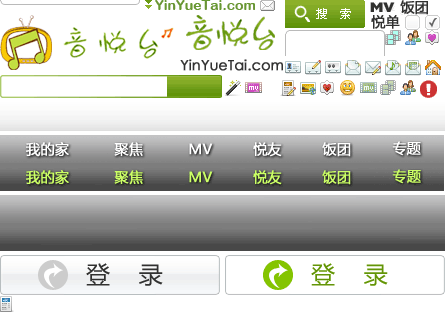 YinYueTai.com
搜 索
MV 饭团
悦单
音悦台
音悦台
YinYueTai.com
mv
mv
我的家 聚焦 MV 悦友 饭团 专题
我的家 聚焦 MV 悦友 饭团 专题
登 录
登 录